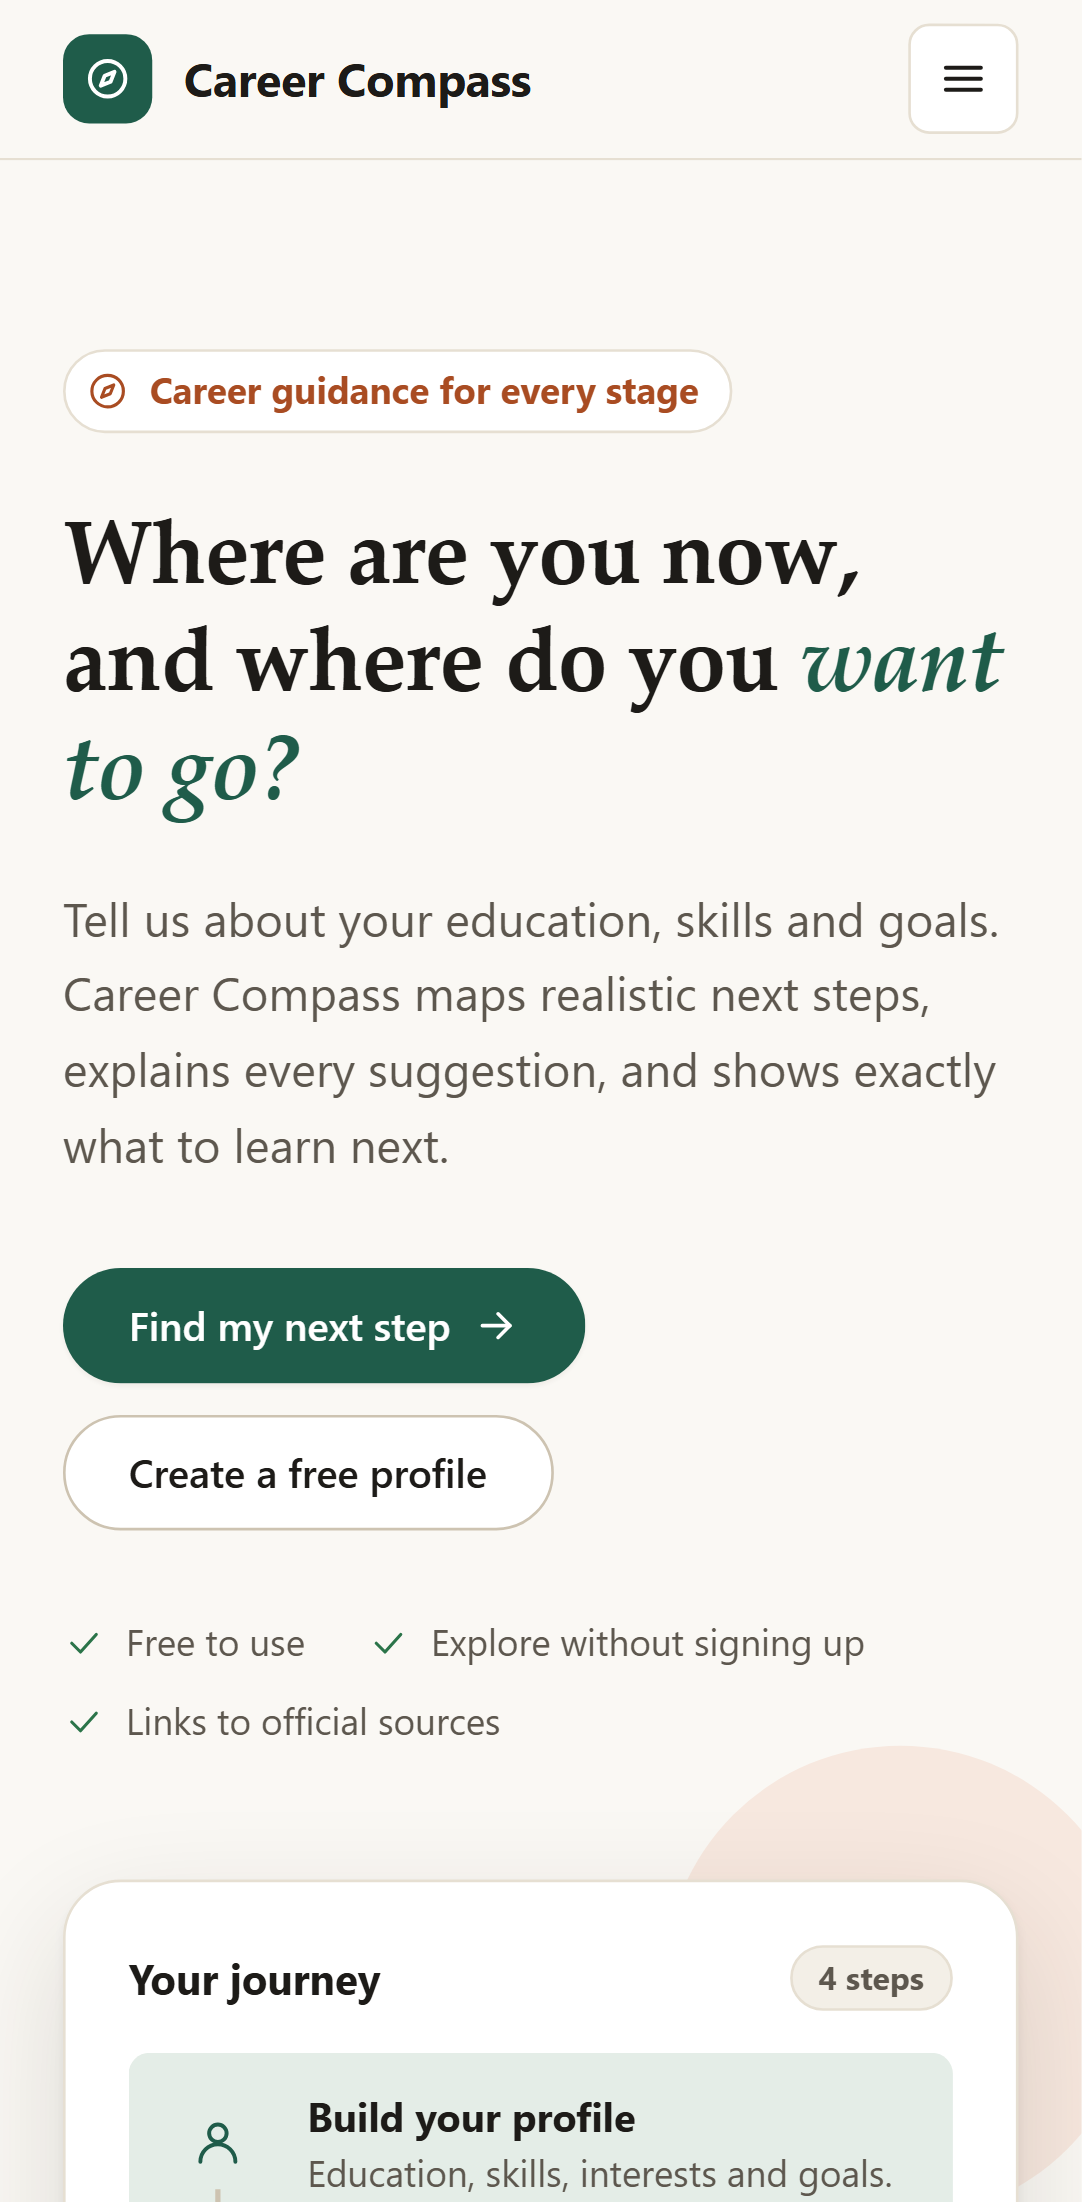 Career Compass
Career guidance for every stage
Where are you now,
and where do you want
to go?
Tell us about your education, skills and goals.
Career Compass maps realistic next steps,
explains every suggestion, and shows exactly
what to learn next.
Find my next step
Create a free profile
Free to use
Explore without signing up
Links to official sources
Your journey
4 steps
Build your profile
Education, skills, interests and goals.